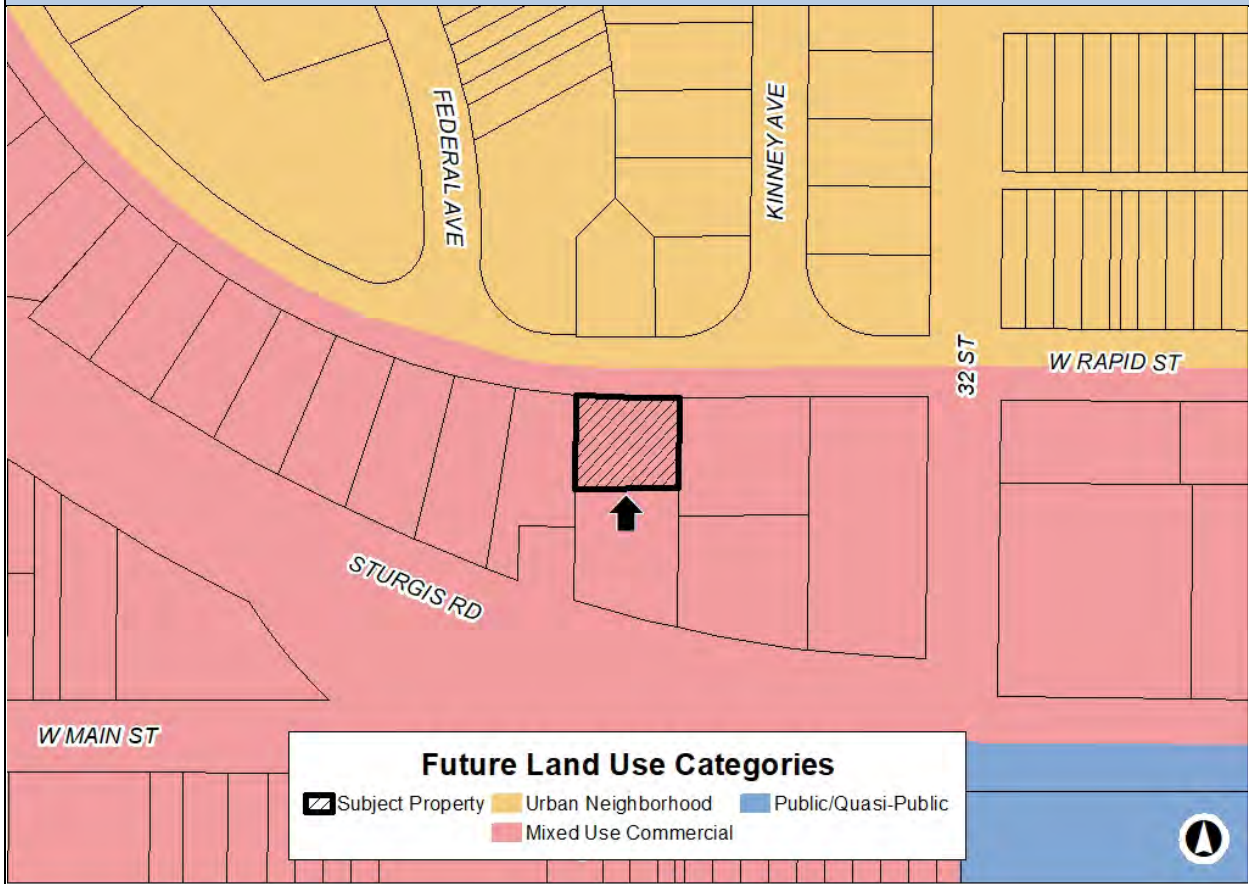 FEDERAL AVE
KINNEY AVE
32 ST
W RAPID ST
STURGIS RD
W MAIN ST
Future Land Use Categories
Subject Property Urban Neighborhood Public/Quasi-Public
Mixed Use Commercial